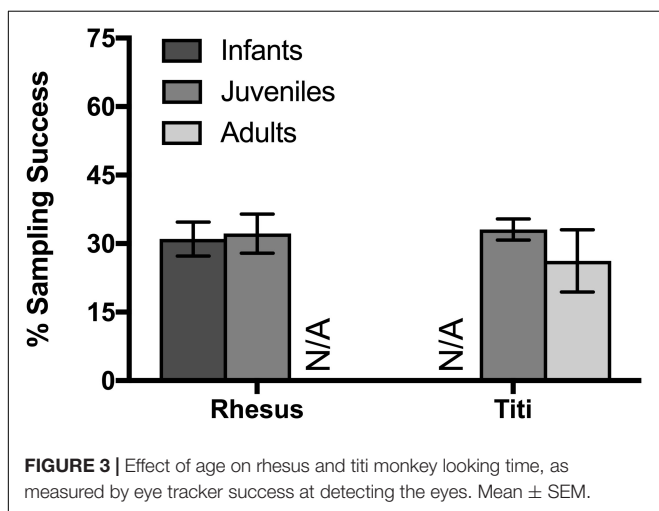 75
60
45
30
15
0
% Sampling Success
Infants
Juveniles
Adults
N/A
N/A
Rhesus
Titi
FIGURE 3 | Effect of age on rhesus and titi monkey looking time, as
measured by eye tracker success at detecting the eyes. Mean ± SEM.